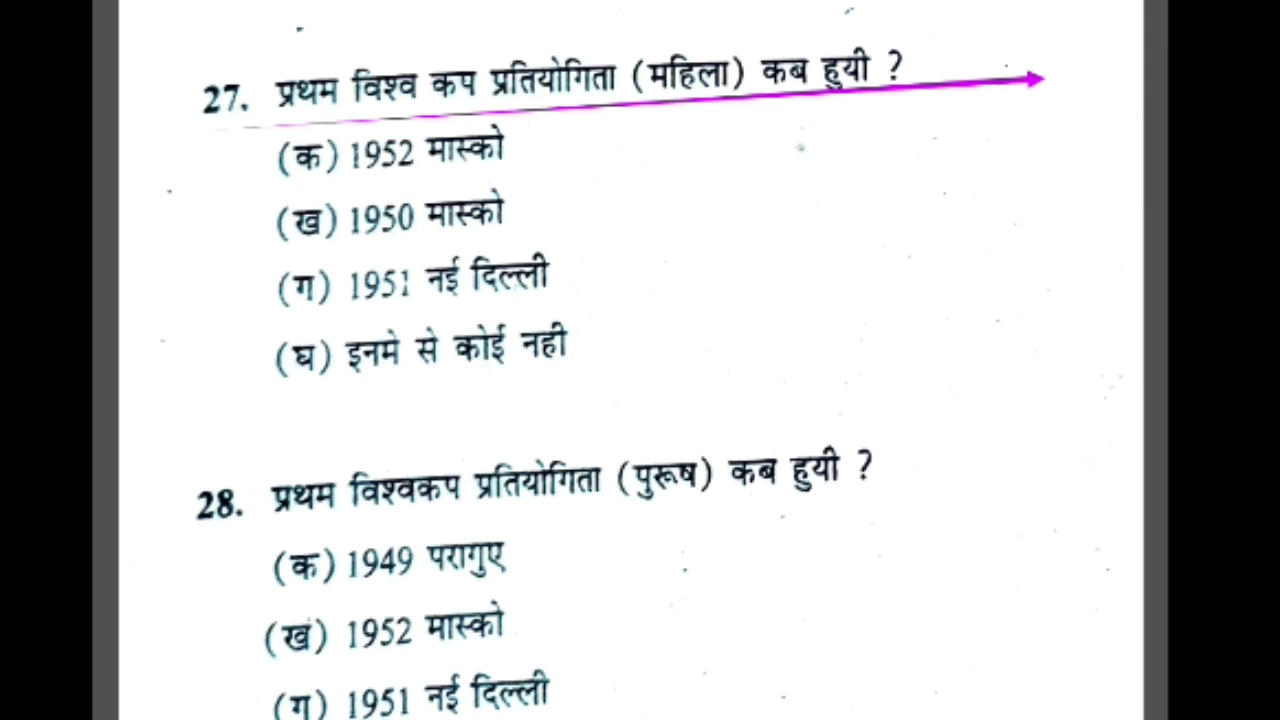 27. प्रथम विश्व कप प्रतियोगिता (महिला) कब हुयी ?
(क) 1952 मास्को
(ख) 1950 मास्को
(ग) 1951 नई दिल्ली
(घ) इनमे से कोई नही
28. प्रथम विश्वकप प्रतियोगिता (पुरूष) कब हुयी ?
(क) 1949 परागुए
(ख) 1952 मास्को
(ग) 1951 नई दिल्ली